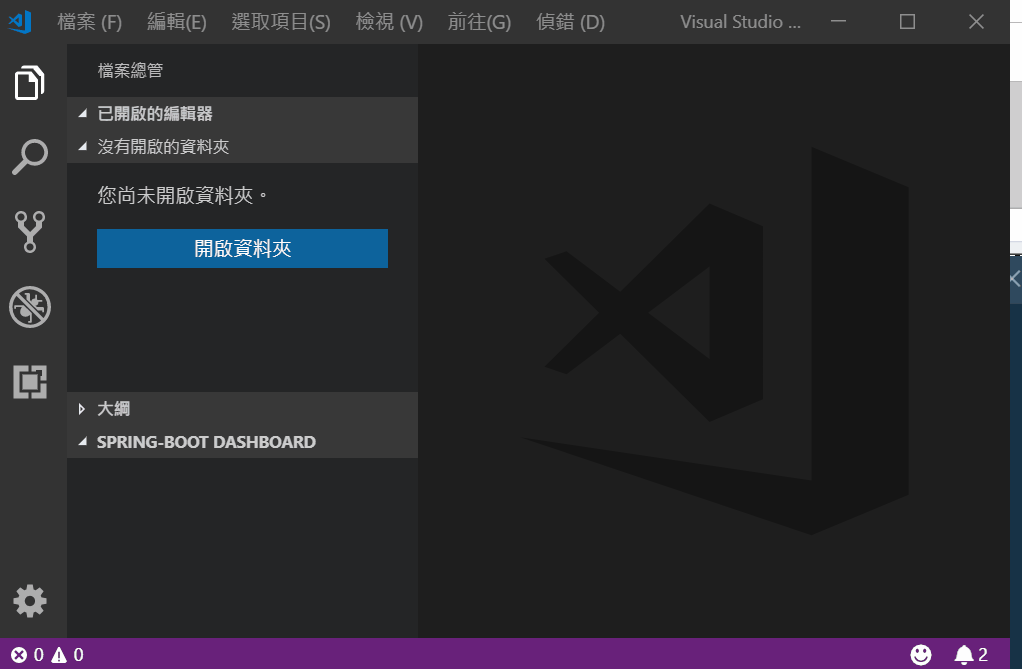 檔案 (F) 編輯(E) 選取項目(S) 檢視 (V) 前往(G) 偵錯 (D) Visual Studio ...
檔案總管
已開啟的編輯器
沒有開啟的資料夾
您尚未開啟資料夾。
開啟資料夾
大綱
SPRING-BOOT DASHBOARD
0 0 2